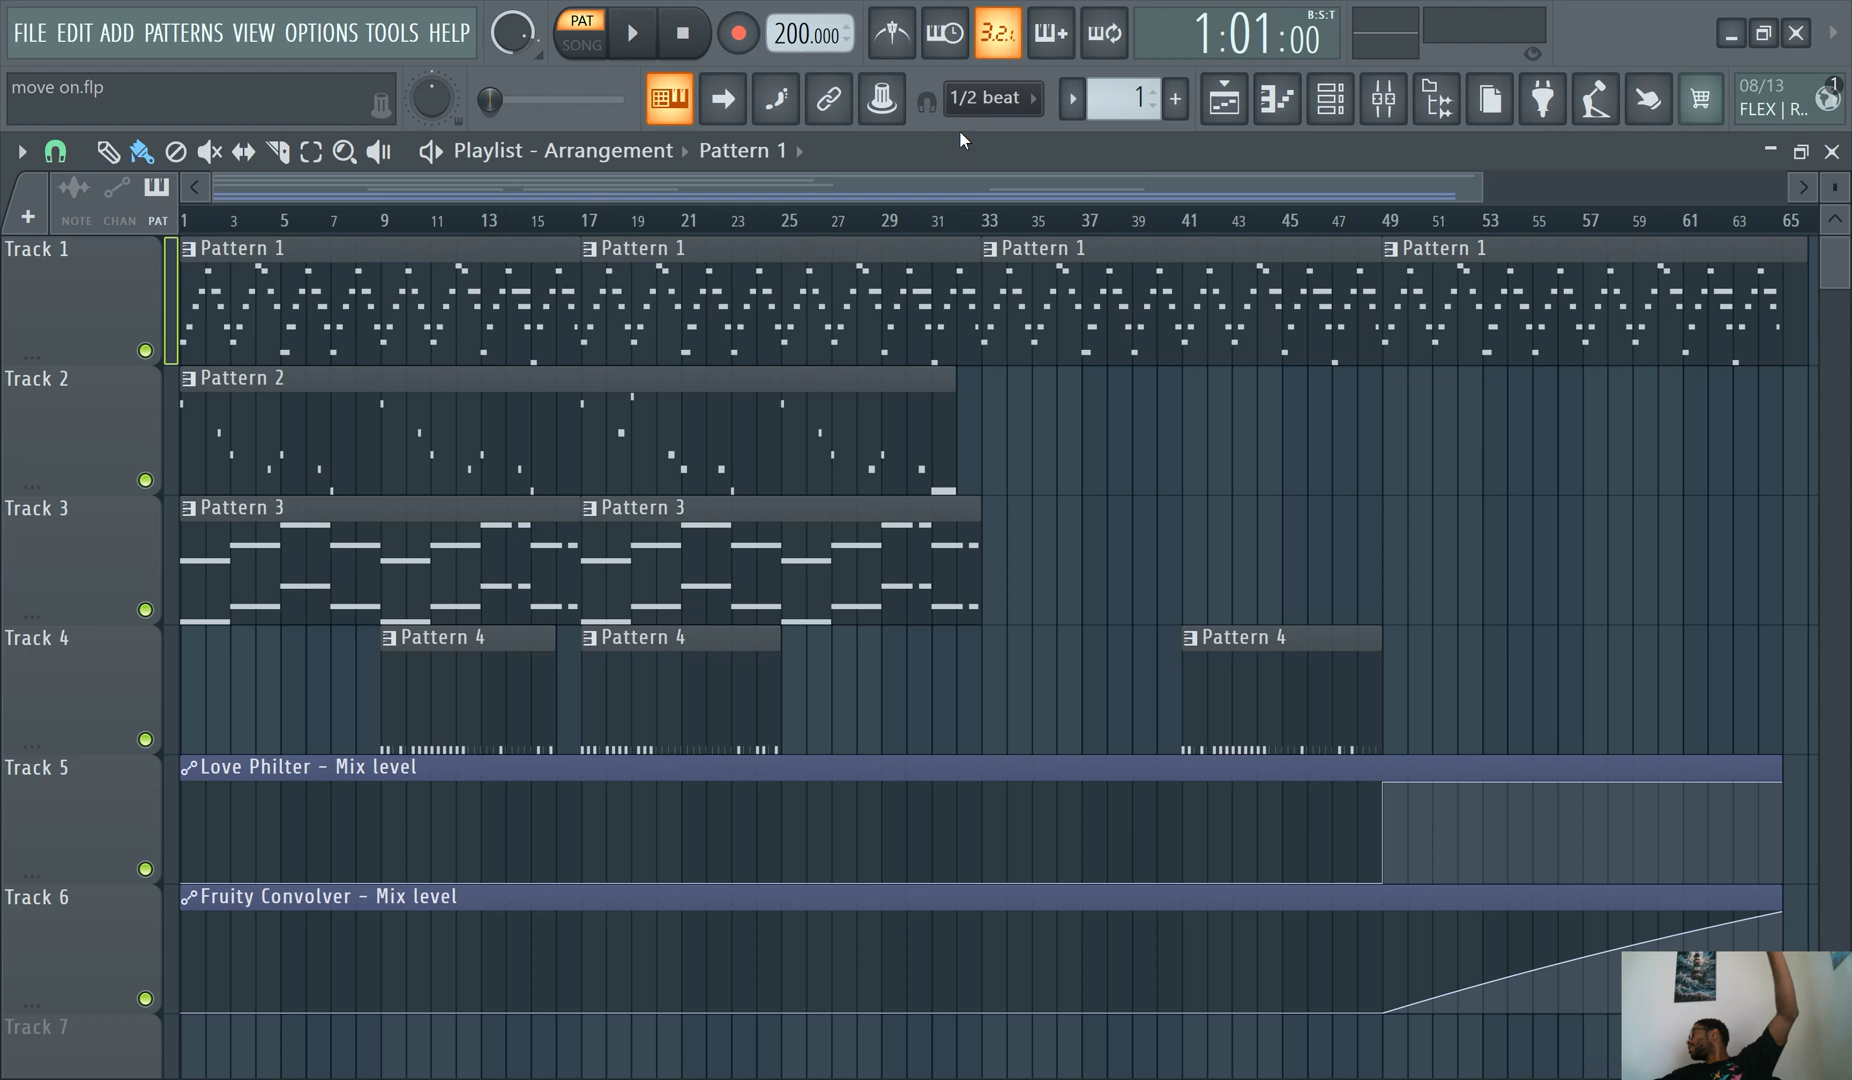 FILE EDIT ADD PATTERNS VIEW OPTIONS TOOLS HELP
PAT
SONG
200.000
3.2.
1:01:00
B:S:T
move on.flp
1/2 beat
1
08/13
FLEX | R..
1
Playlist - Arrangement Pattern 1
NOTE CHAN PAT
1 3 5 7 9 11 13 15 17 19 21 23 25 27 29 31 33 35 37 39 41 43 45 47 49 51 53 55 57 59 61 63 65
Track 1
Pattern 1 Pattern 1 Pattern 1 Pattern 1
Track 2
Pattern 2
Track 3
Pattern 3 Pattern 3
Track 4
Pattern 4 Pattern 4 Pattern 4
Track 5
Love Philter - Mix level
Track 6
Fruity Convolver - Mix level
Track 7